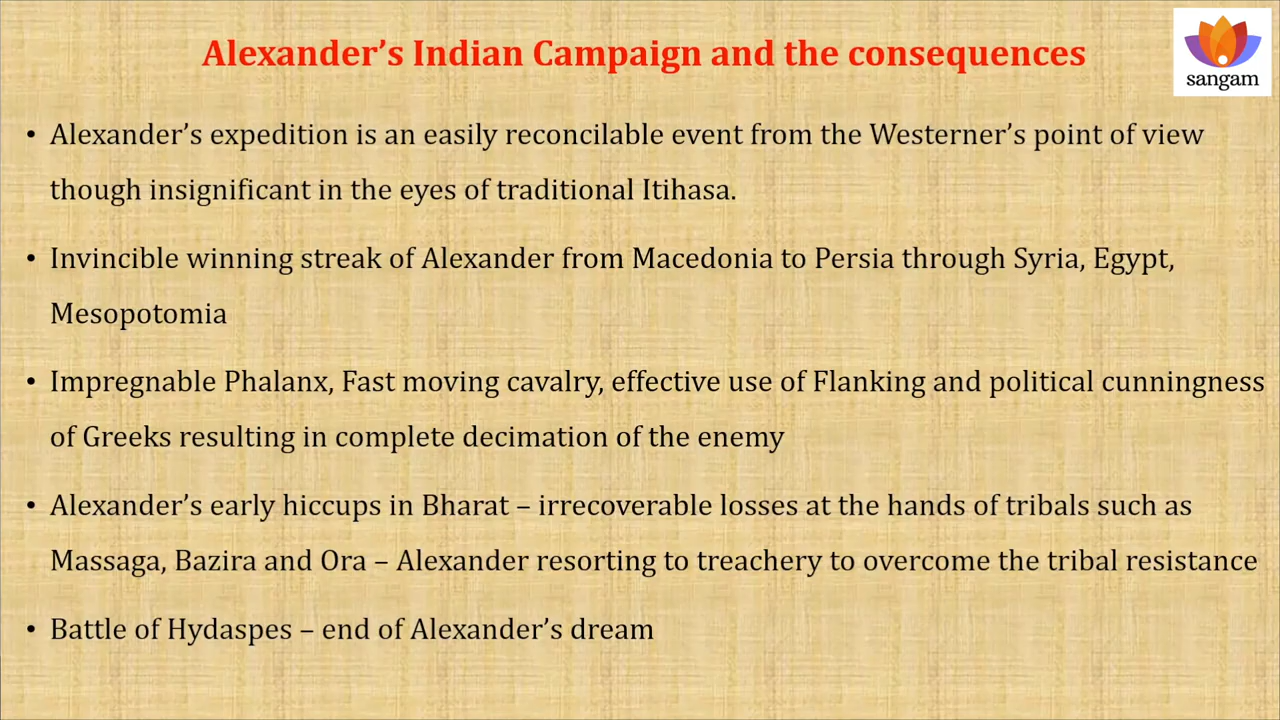 Alexander’s Indian Campaign and the consequences
sangam
• Alexander’s expedition is an easily reconcilable event from the Westerner’s point of view
though insignificant in the eyes of traditional Itihasa.
• Invincible winning streak of Alexander from Macedonia to Persia through Syria, Egypt,
Mesopotomia
• Impregnable Phalanx, Fast moving cavalry, effective use of Flanking and political cunningness
of Greeks resulting in complete decimation of the enemy
• Alexander’s early hiccups in Bharat – irrecoverable losses at the hands of tribals such as
Massaga, Bazira and Ora – Alexander resorting to treachery to overcome the tribal resistance
• Battle of Hydaspes – end of Alexander’s dream